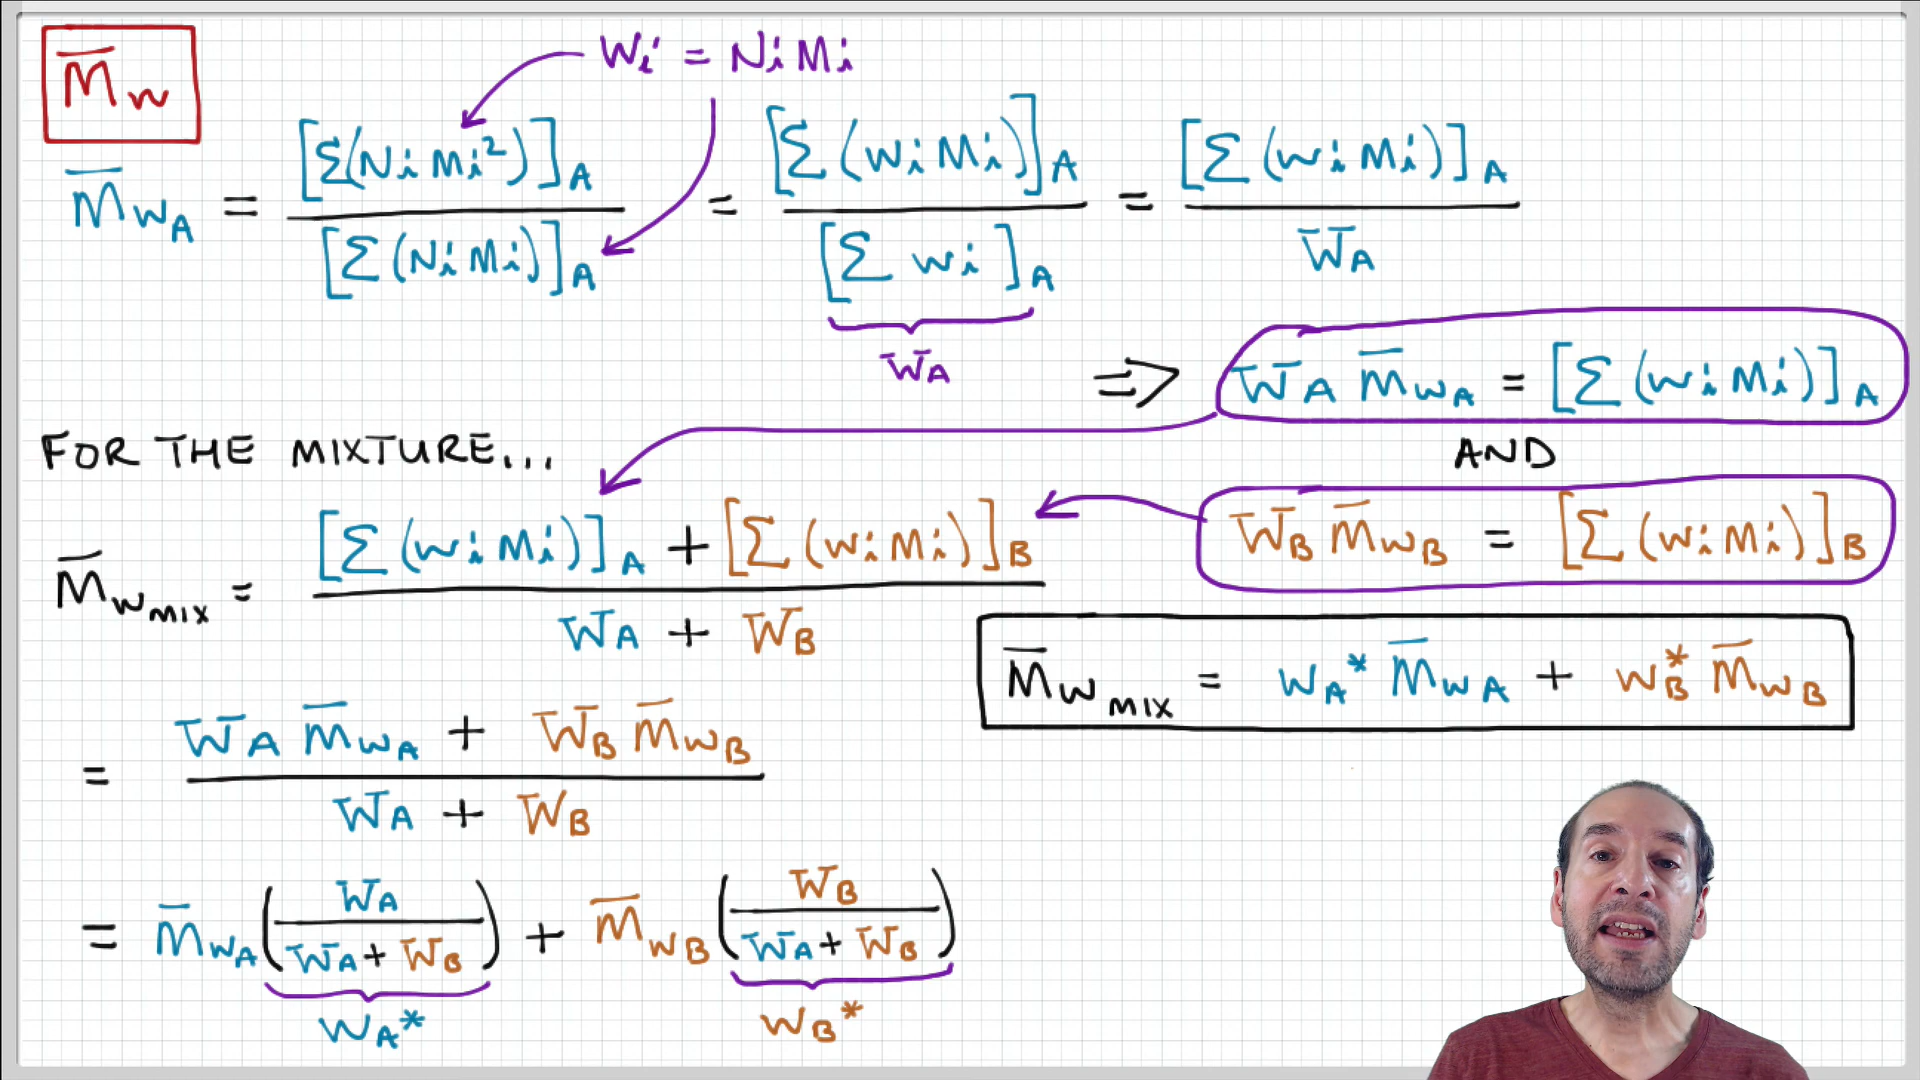 M̄w
wi = NiMi
M̄wA = [Σ(NiMi²)]A / [Σ(NiMi)]A = [Σ(wiMi)]A / [Σ wi]A = [Σ(wiMi)]A / W̄A
W̄A
⇒ W̄A M̄wA = [Σ(wiMi)]A
AND
W̄B M̄wB = [Σ(wiMi)]B
FOR THE MIXTURE...
M̄wMIX = [Σ(wiMi)]A + [Σ(wiMi)]B / W̄A + W̄B
= W̄A M̄wA + W̄B M̄wB / W̄A + W̄B
= M̄wA (W̄A / W̄A + W̄B) + M̄wB (W̄B / W̄A + W̄B)
wA* wB*
M̄wMIX = wA* M̄wA + wB* M̄wB